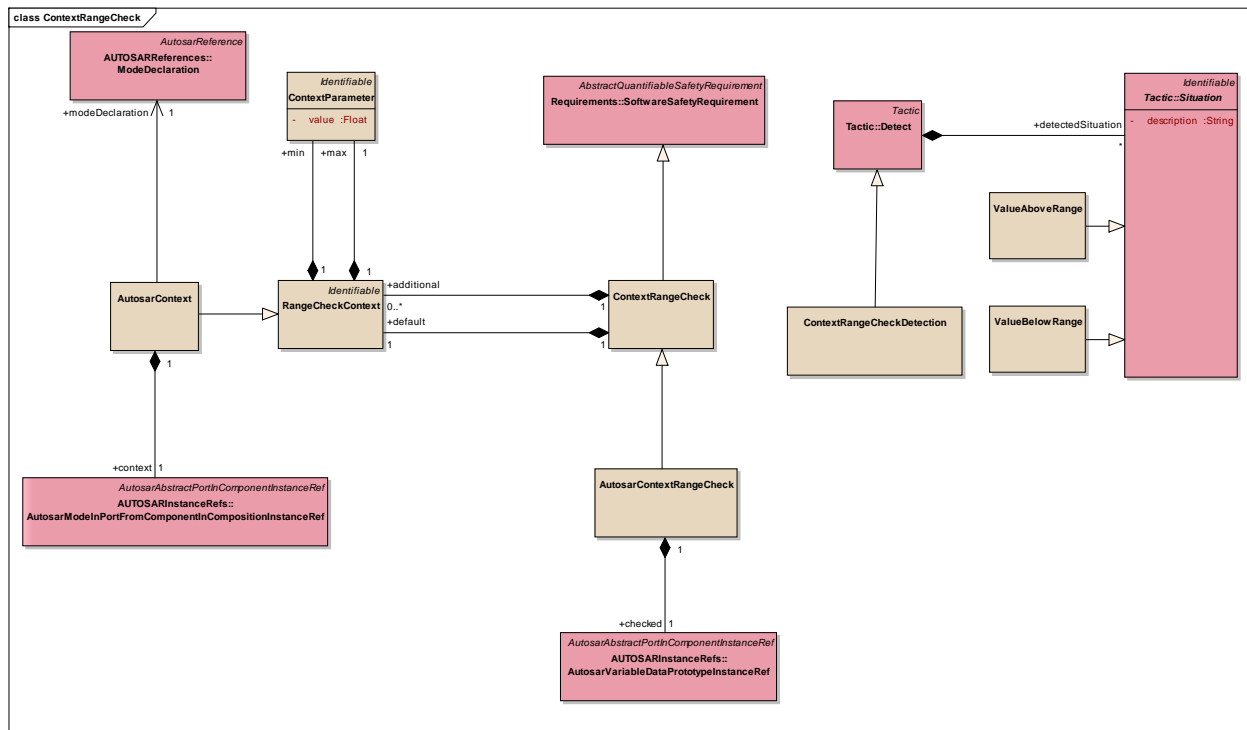 class ContextRangeCheck
AutosarReference
AUTOSARReferences::
ModeDeclaration
+modeDeclaration 1
Identifiable
ContextParameter
- value :Float
+min +max 1
AbstractQuantifiableSafetyRequirement
Requirements::SoftwareSafetyRequirement
Tactic
Tactic::Detect
+detectedSituation
*
Identifiable
Tactic::Situation
- description :String
ValueAboveRange
ValueBelowRange
ContextRangeCheckDetection
AutosarContext
1
1 1
Identifiable
RangeCheckContext
+additional
0..* 1
+default
1 1
ContextRangeCheck
+context 1
AutosarAbstractPortInComponentInstanceRef
AUTOSARInstanceRefs::
AutosarModeInPortFromComponentInCompositionInstanceRef
AutosarContextRangeCheck
1
+checked 1
AutosarAbstractPortInComponentInstanceRef
AUTOSARInstanceRefs::
AutosarVariableDataPrototypeInstanceRef